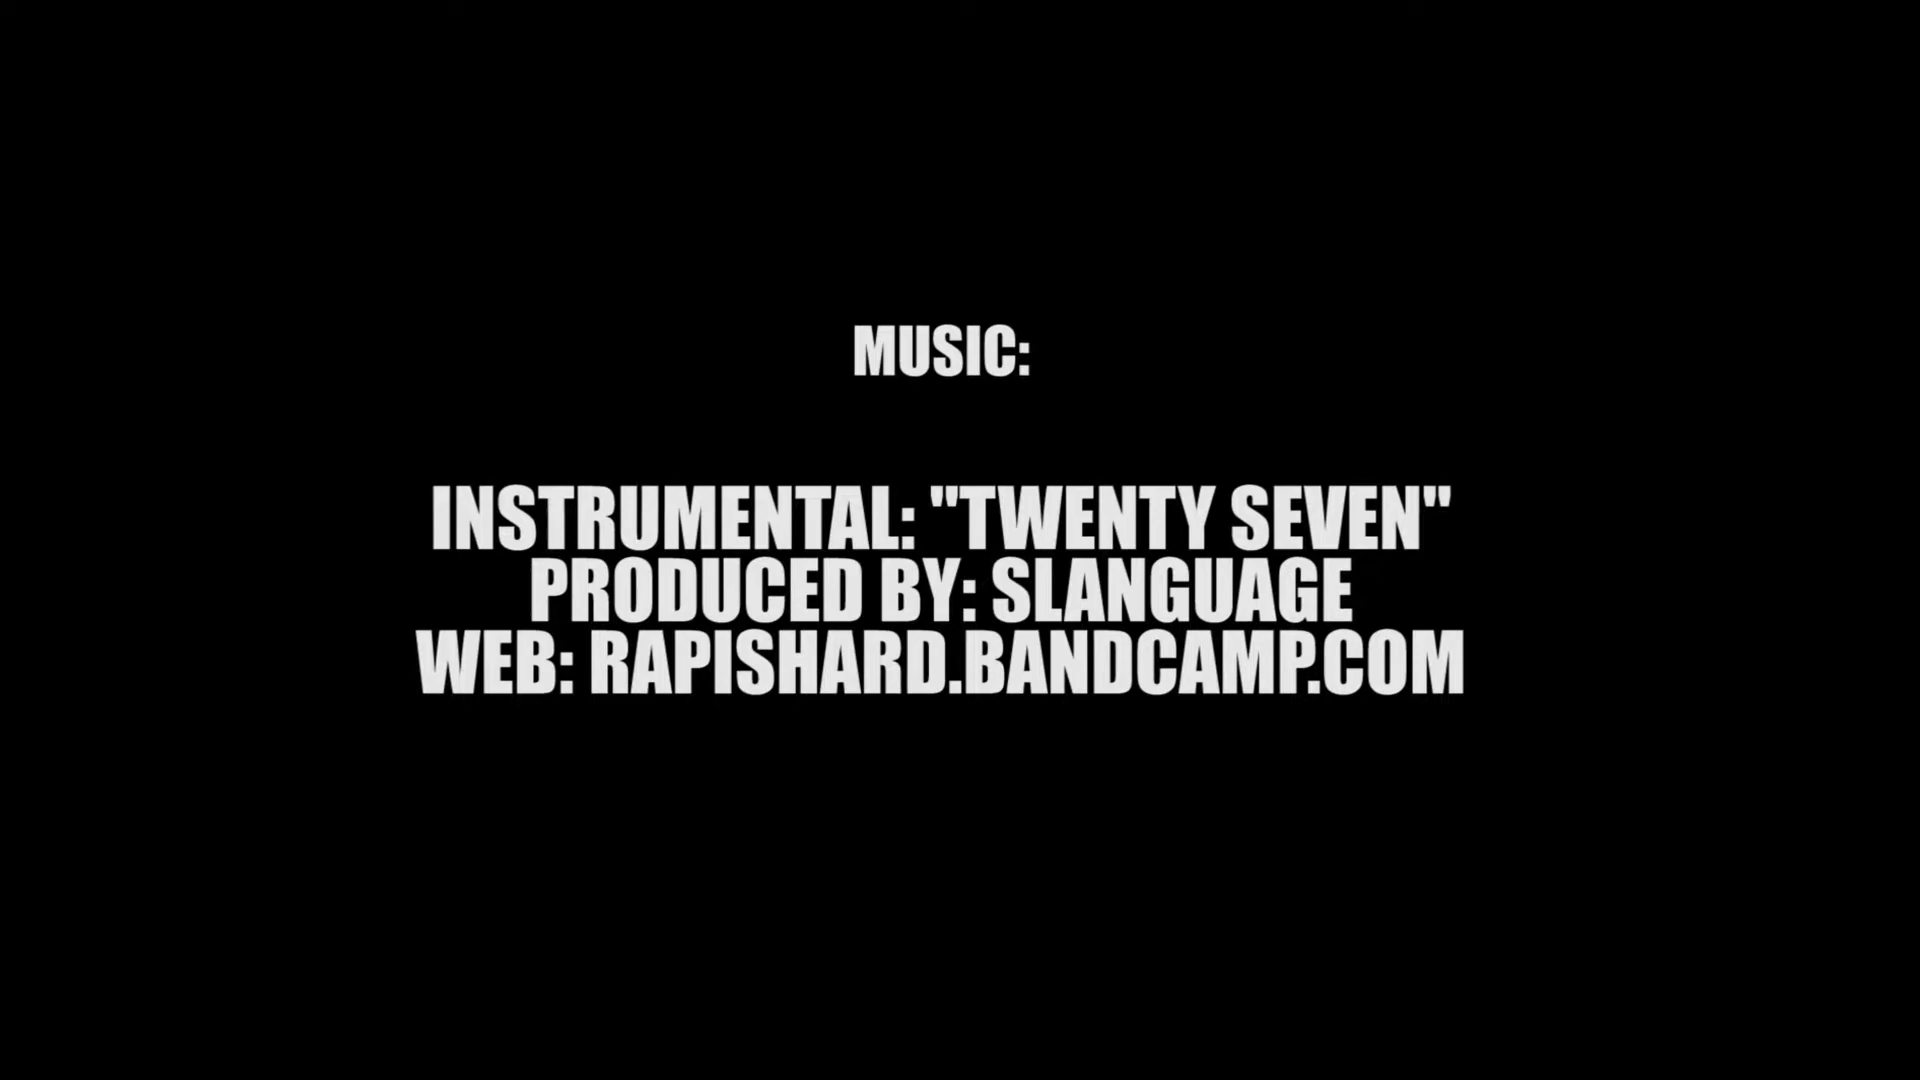 MUSIC:
INSTRUMENTAL: "TWENTY SEVEN"
PRODUCED BY: SLANGUAGE
WEB: RAPISHARD.BANDCAMP.COM